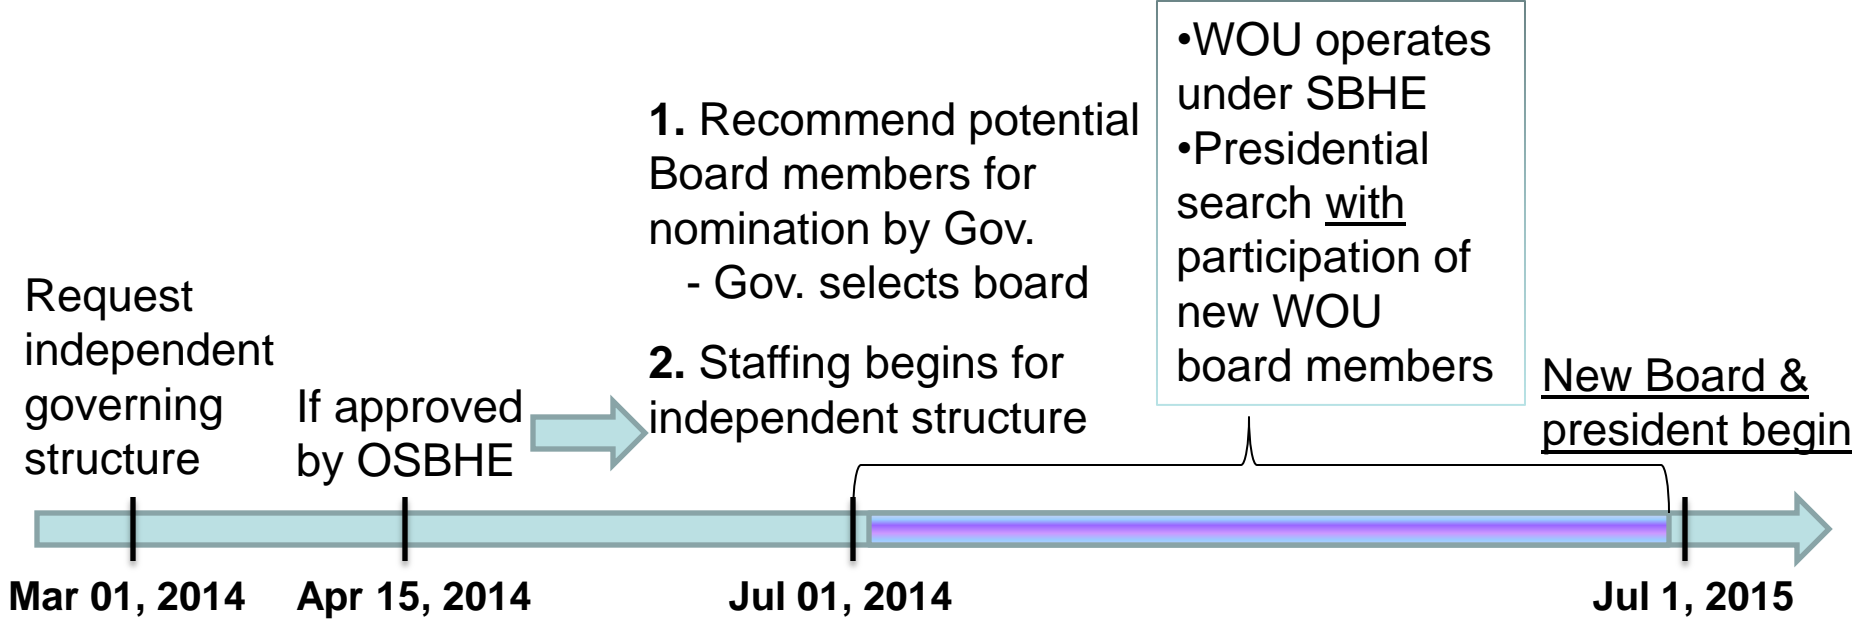 Request
independent
governing
structure
If approved
by OSBHE
1. Recommend potential
Board members for
nomination by Gov.
- Gov. selects board
2. Staffing begins for
independent structure
•WOU operates
under SBHE
•Presidential
search with
participation of
new WOU
board members
New Board &
president begin
Mar 01, 2014
Apr 15, 2014
Jul 01, 2014
Jul 1, 2015